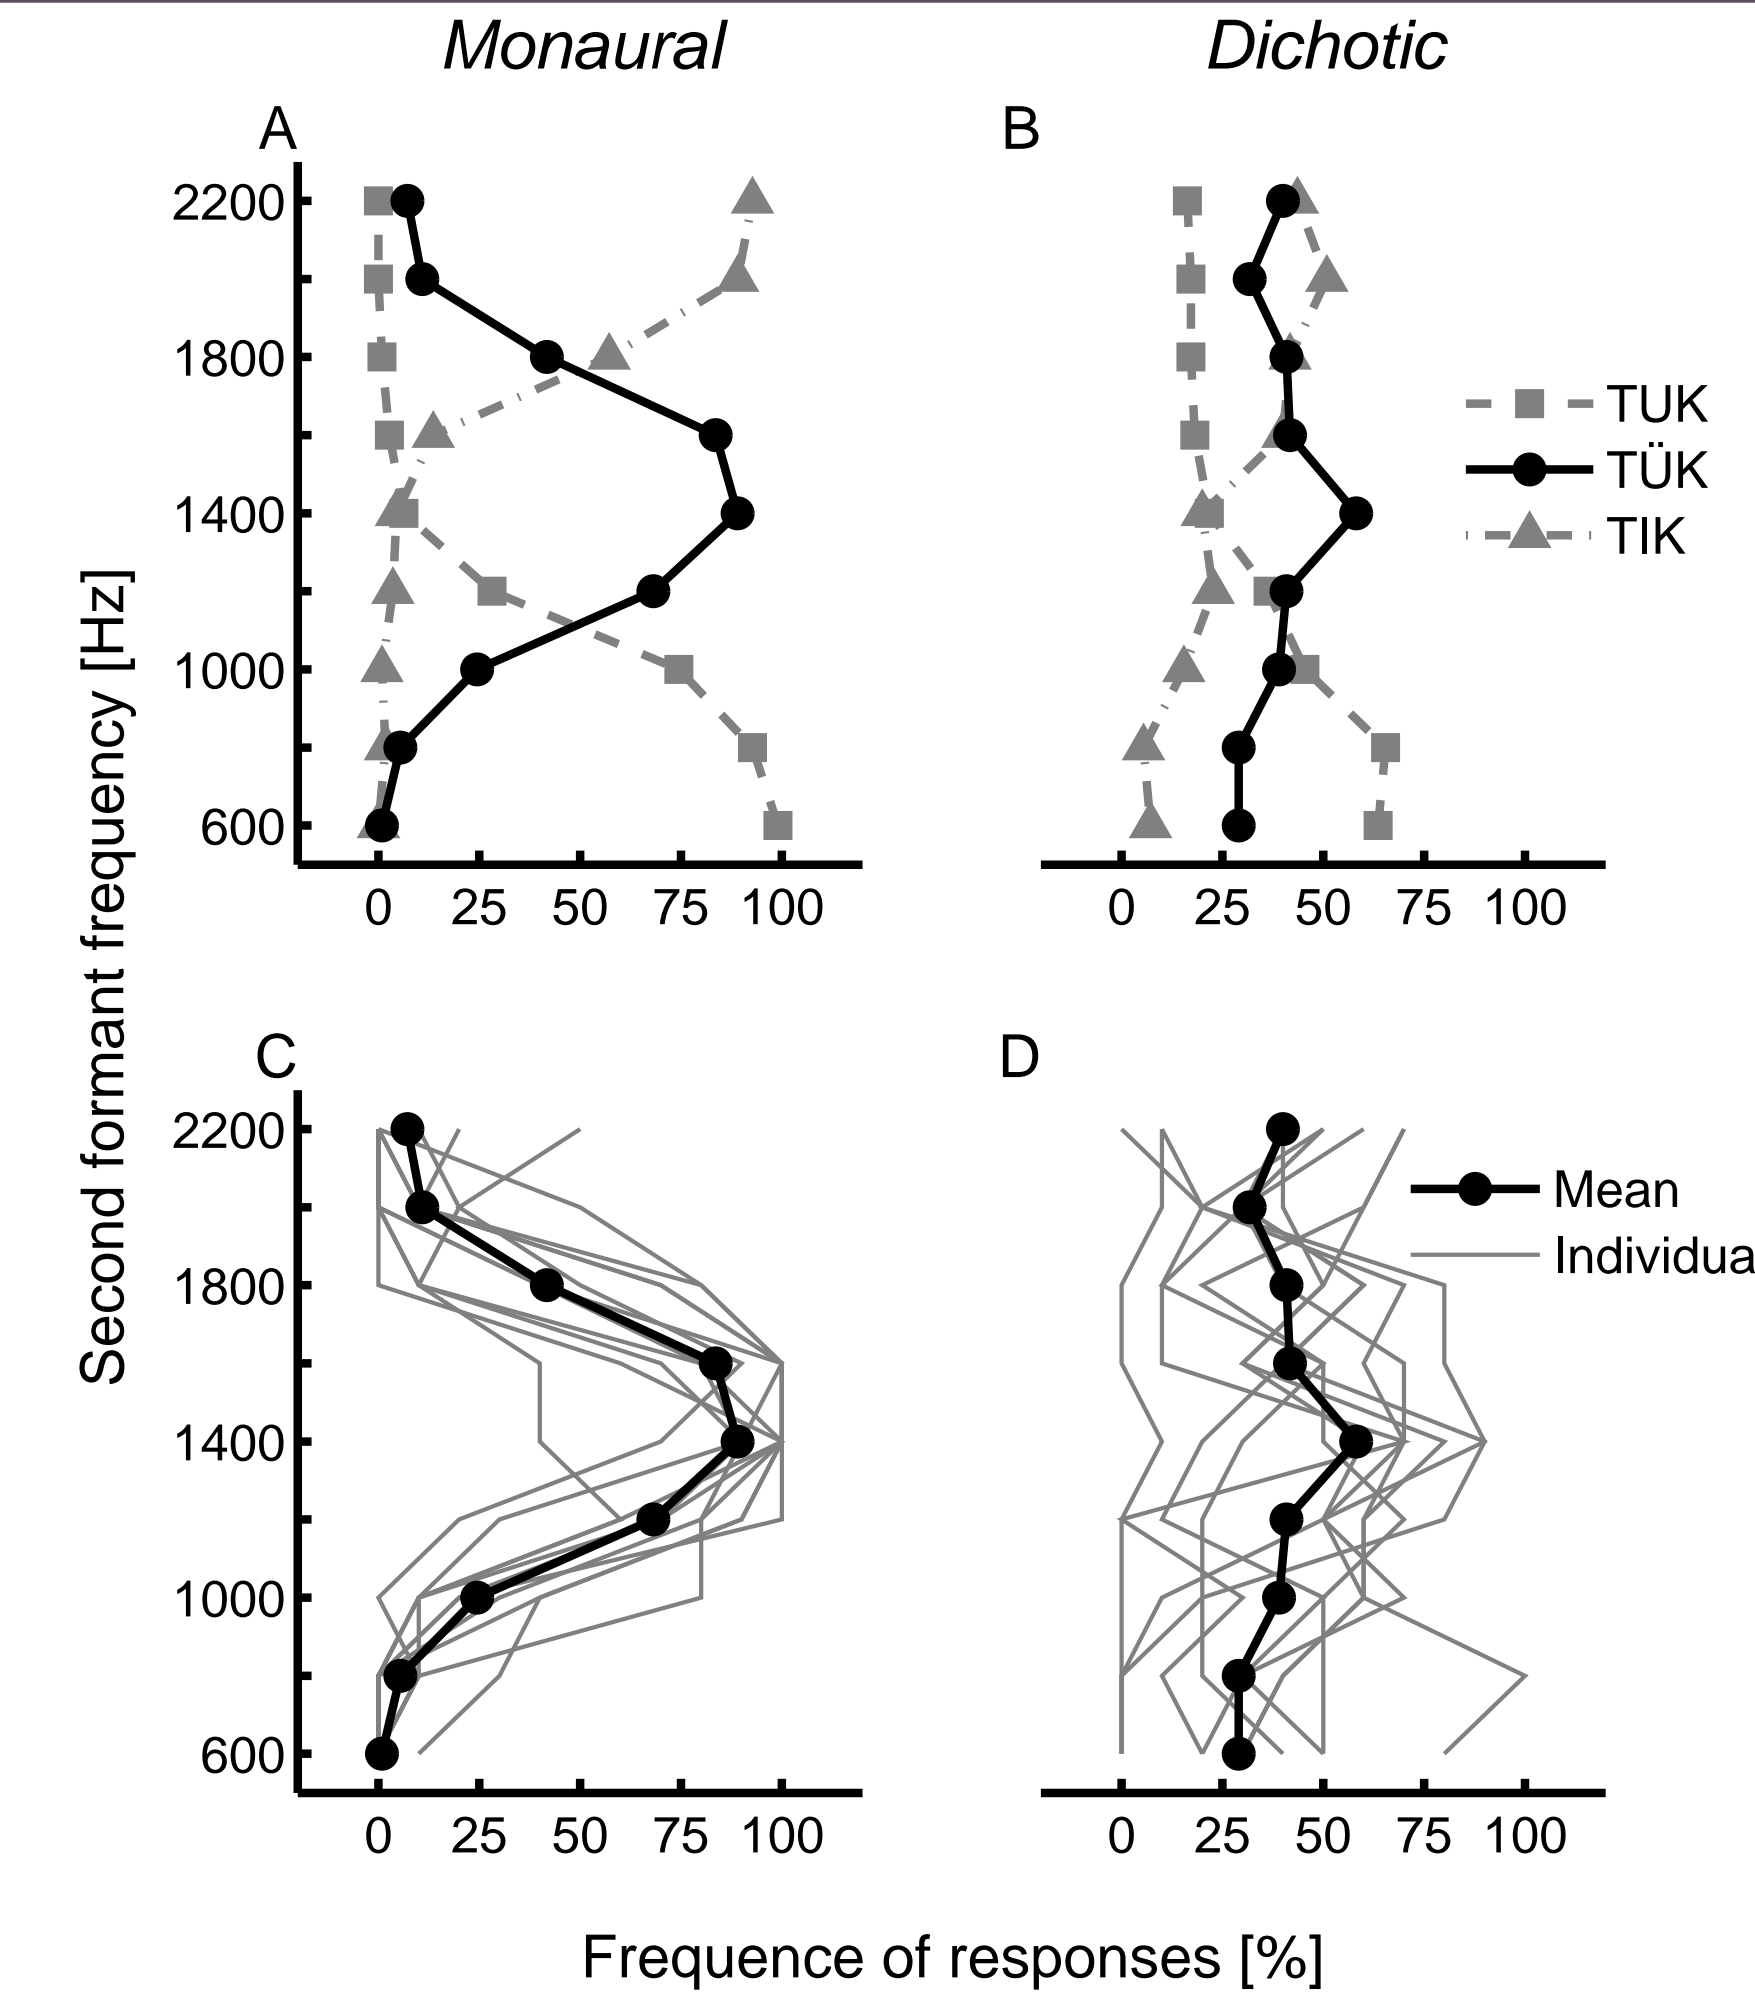 Monaural
Dichotic
A
B
2200
1800
1400
1000
600
0 25 50 75 100
0 25 50 75 100
TUK
TÜK
TIK
Second formant frequency [Hz]
C
D
2200
1800
1400
1000
600
0 25 50 75 100
0 25 50 75 100
Mean
Individua
Frequence of responses [%]